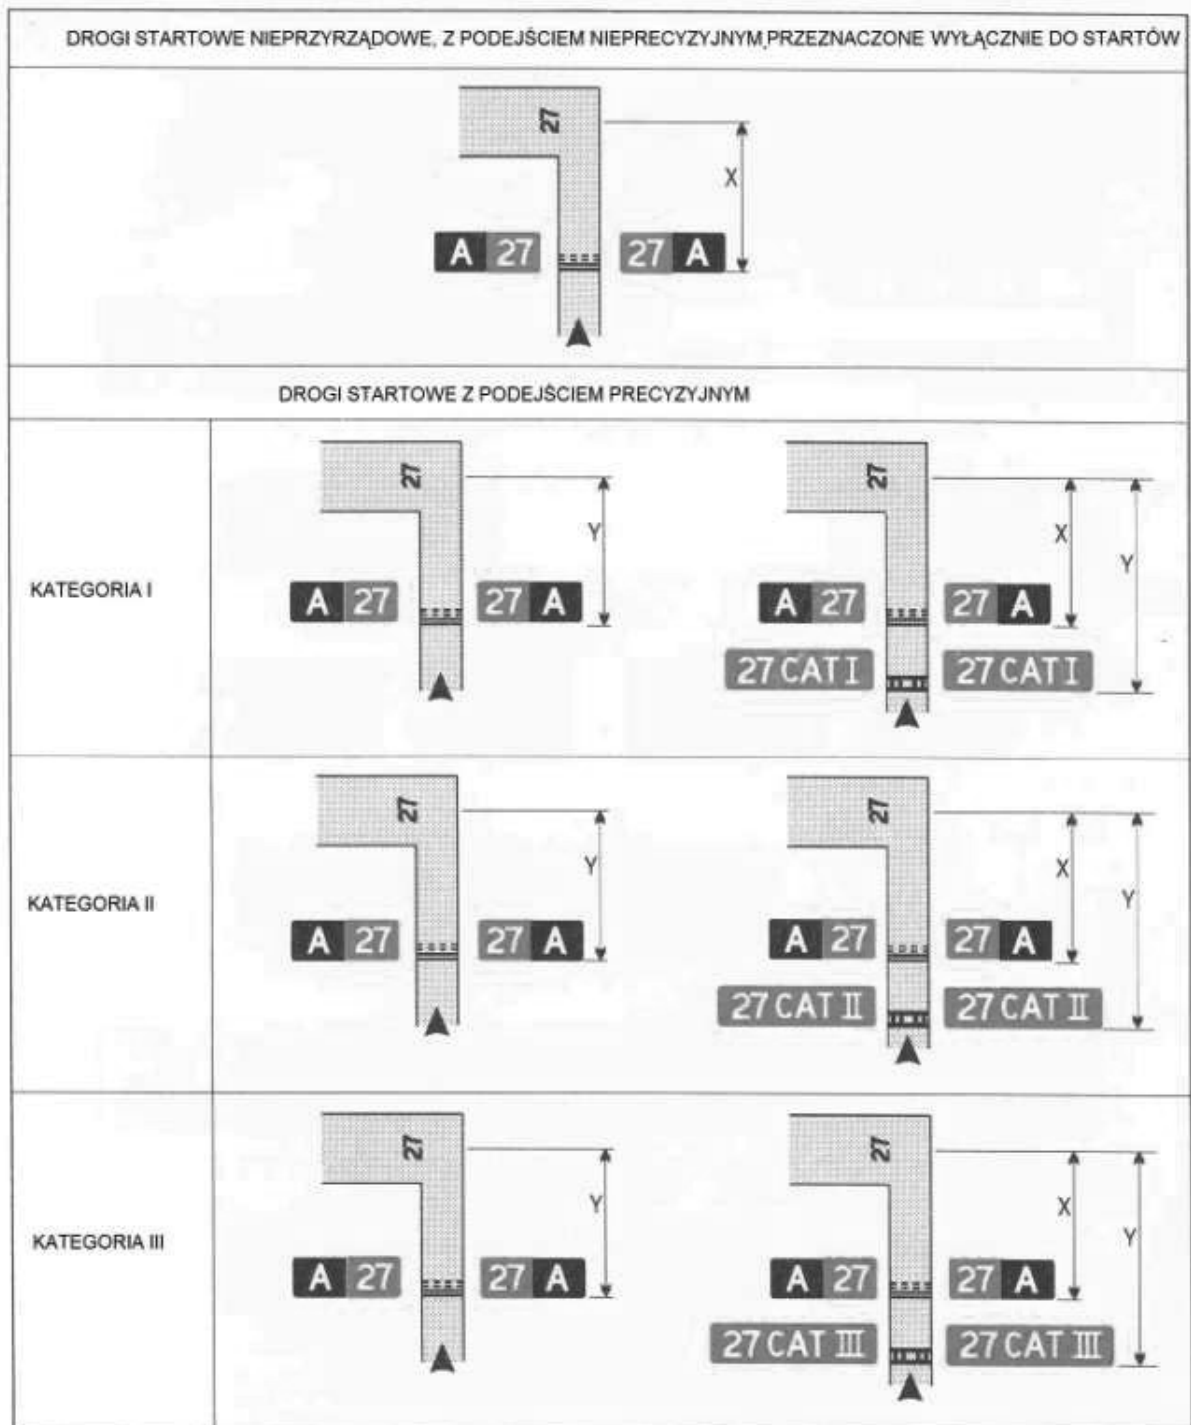 DROGI STARTOWE NIEPRZYRZĄDOWE, Z PODEJŚCIEM NIEPRECYZYJNYM,PRZEZNACZONE WYŁĄCZNIE DO STARTÓW
27
X
A 27 27 A
DROGI STARTOWE Z PODEJŚCIEM PRECYZYJNYM
KATEGORIA I
27
Y
A 27 27 A
27
X
Y
A 27 27 A
27 CAT I 27 CAT I
KATEGORIA II
27
Y
A 27 27 A
27
X
Y
A 27 27 A
27 CAT II 27 CAT II
KATEGORIA III
27
Y
A 27 27 A
27
X
Y
A 27 27 A
27 CAT III 27 CAT III